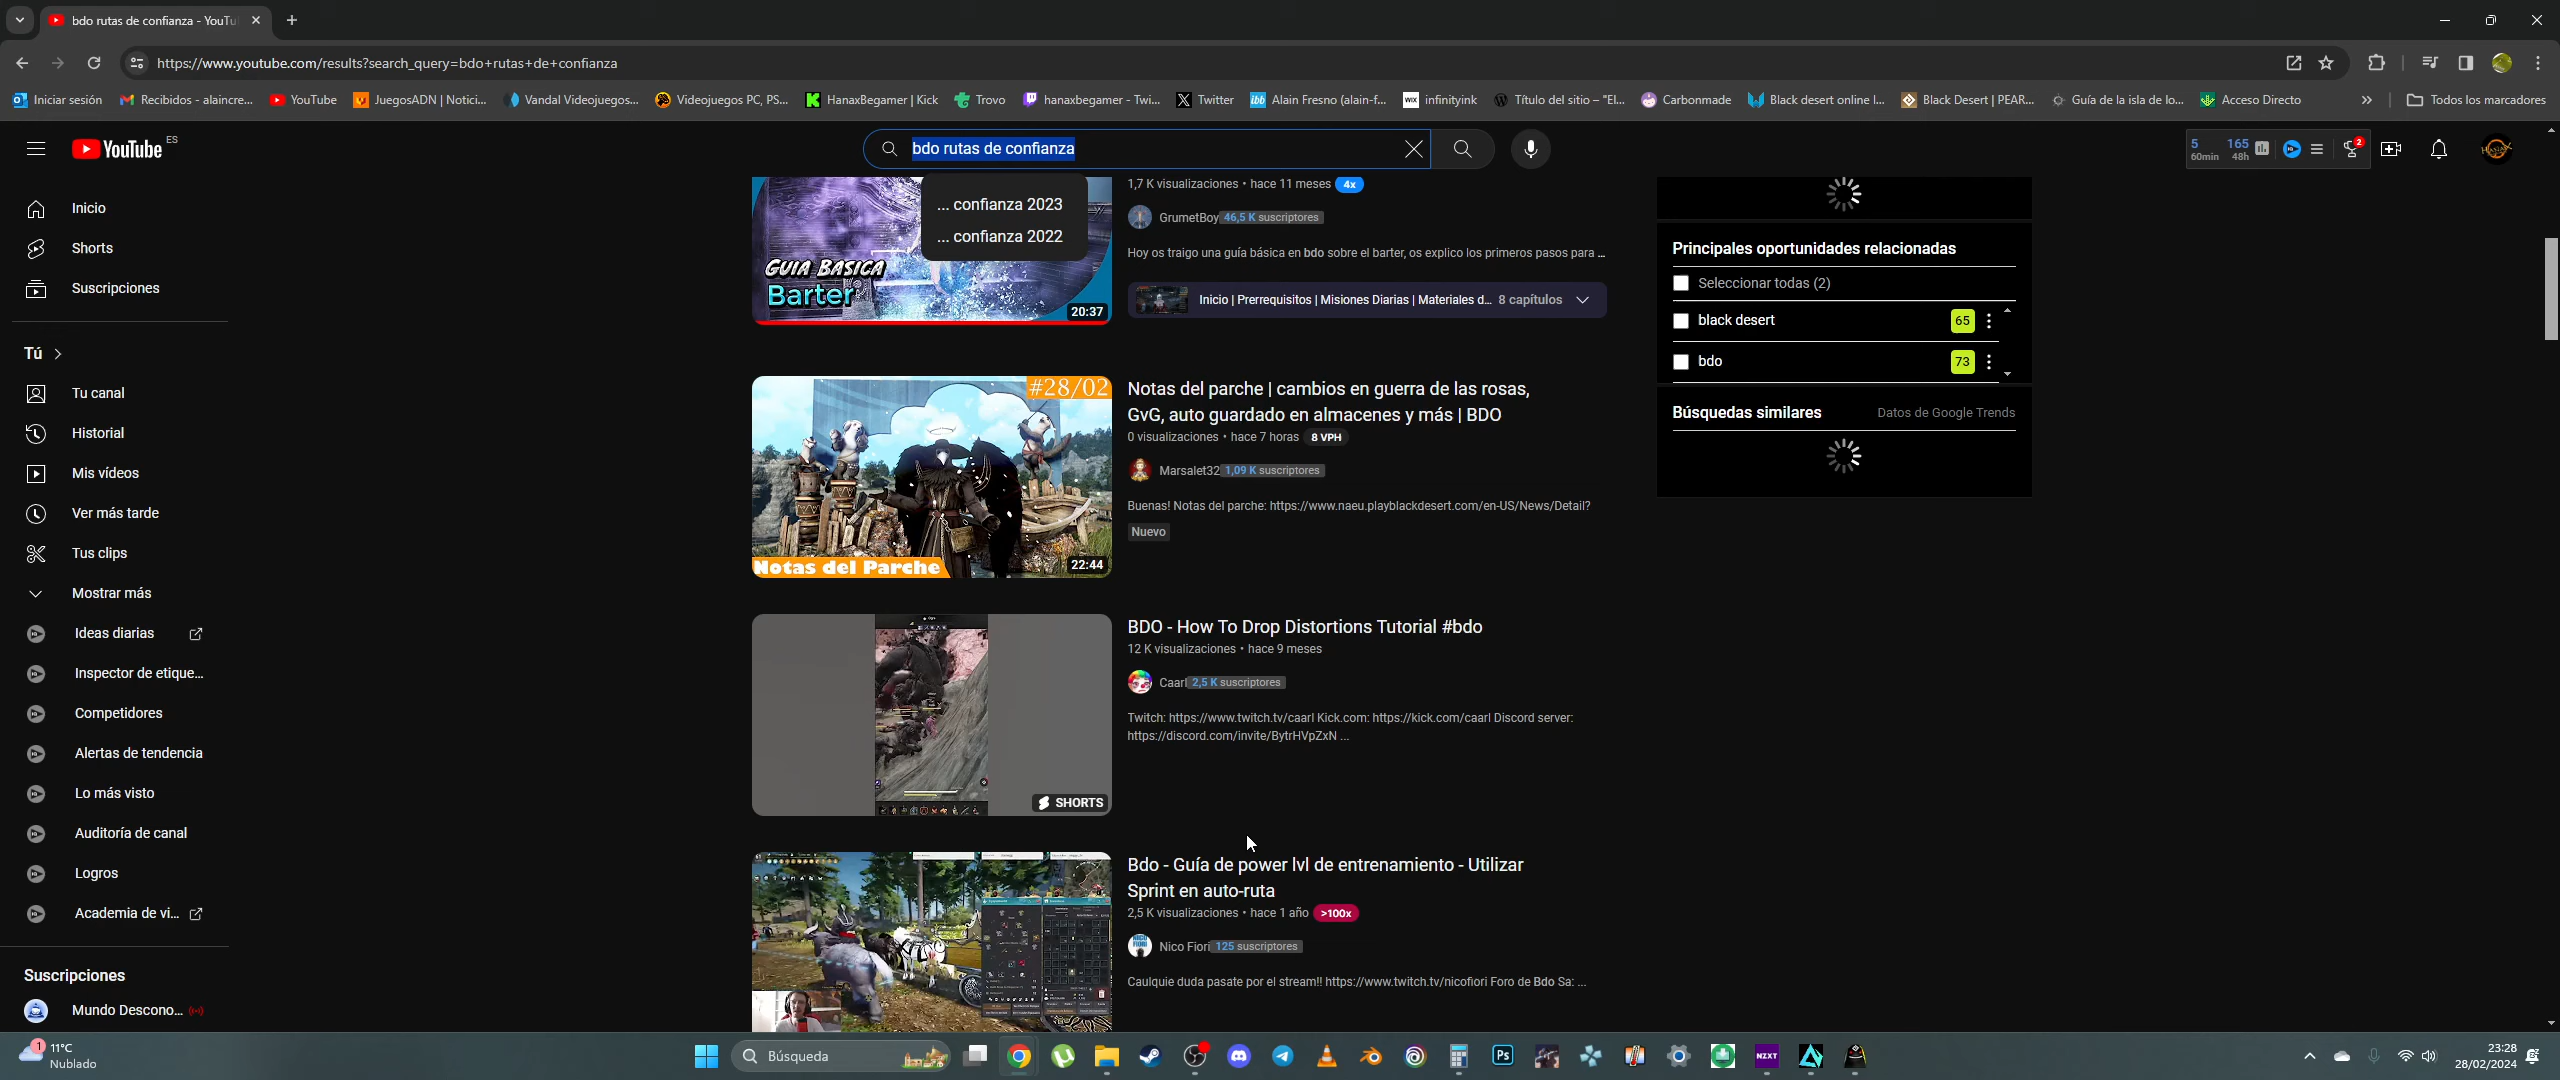 bdo rutas de confianza - YouTu
https://www.youtube.com/results?search_query=bdo+rutas+de+confianza
Iniciar sesión
Recibidos - alaincre...
YouTube
JuegosADN | Notici...
Vandal Videojuegos...
Videojuegos PC, PS...
HanaxBegamer | Kick
Trovo
hanaxbegamer - Twi...
Twitter
Alain Fresno (alain-f...
infinityink
Título del sitio – "El...
Carbonmade
Black desert online l...
Black Desert | PEAR...
Guía de la isla de lo...
Acceso Directo
Todos los marcadores
YouTube ES
bdo rutas de confianza
... confianza 2023
... confianza 2022
5 60min
165 48h
2
Inicio
Shorts
Suscripciones
Tú
Tu canal
Historial
Mis vídeos
Ver más tarde
Tus clips
Mostrar más
Ideas diarias
Inspector de etique...
Competidores
Alertas de tendencia
Lo más visto
Auditoría de canal
Logros
Academia de vi...
Suscripciones
Mundo Descono...
GUIA BASICA
Barter
20:37
1,7 K visualizaciones • hace 11 meses 4x
GrumetBoy 46,5 K suscriptores
Hoy os traigo una guía básica en bdo sobre el barter, os explico los primeros pasos para ...
Inicio | Prerrequisitos | Misiones Diarias | Materiales d... 8 capítulos
#28/02
Notas del Parche
22:44
Notas del parche | cambios en guerra de las rosas,
GvG, auto guardado en almacenes y más | BDO
0 visualizaciones • hace 7 horas 8 VPH
Marsalet32 1,09 K suscriptores
Buenas! Notas del parche: https://www.naeu.playblackdesert.com/en-US/News/Detail?
Nuevo
SHORTS
BDO - How To Drop Distortions Tutorial #bdo
12 K visualizaciones • hace 9 meses
Caarl 2,5 K suscriptores
Twitch: https://www.twitch.tv/caarl Kick.com: https://kick.com/caarl Discord server:
https://discord.com/invite/BytrHVpZxN ...
Bdo - Guía de power lvl de entrenamiento - Utilizar
Sprint en auto-ruta
2,5 K visualizaciones • hace 1 año >100x
Nico Fiori 125 suscriptores
Caulquie duda pasate por el stream!! https://www.twitch.tv/nicofiori Foro de Bdo Sa: ...
Principales oportunidades relacionadas
Seleccionar todas (2)
black desert 65
bdo 73
Búsquedas similares
Datos de Google Trends
1
11°C
Nublado
Búsqueda
Ps
NZXT
23:28
28/02/2024